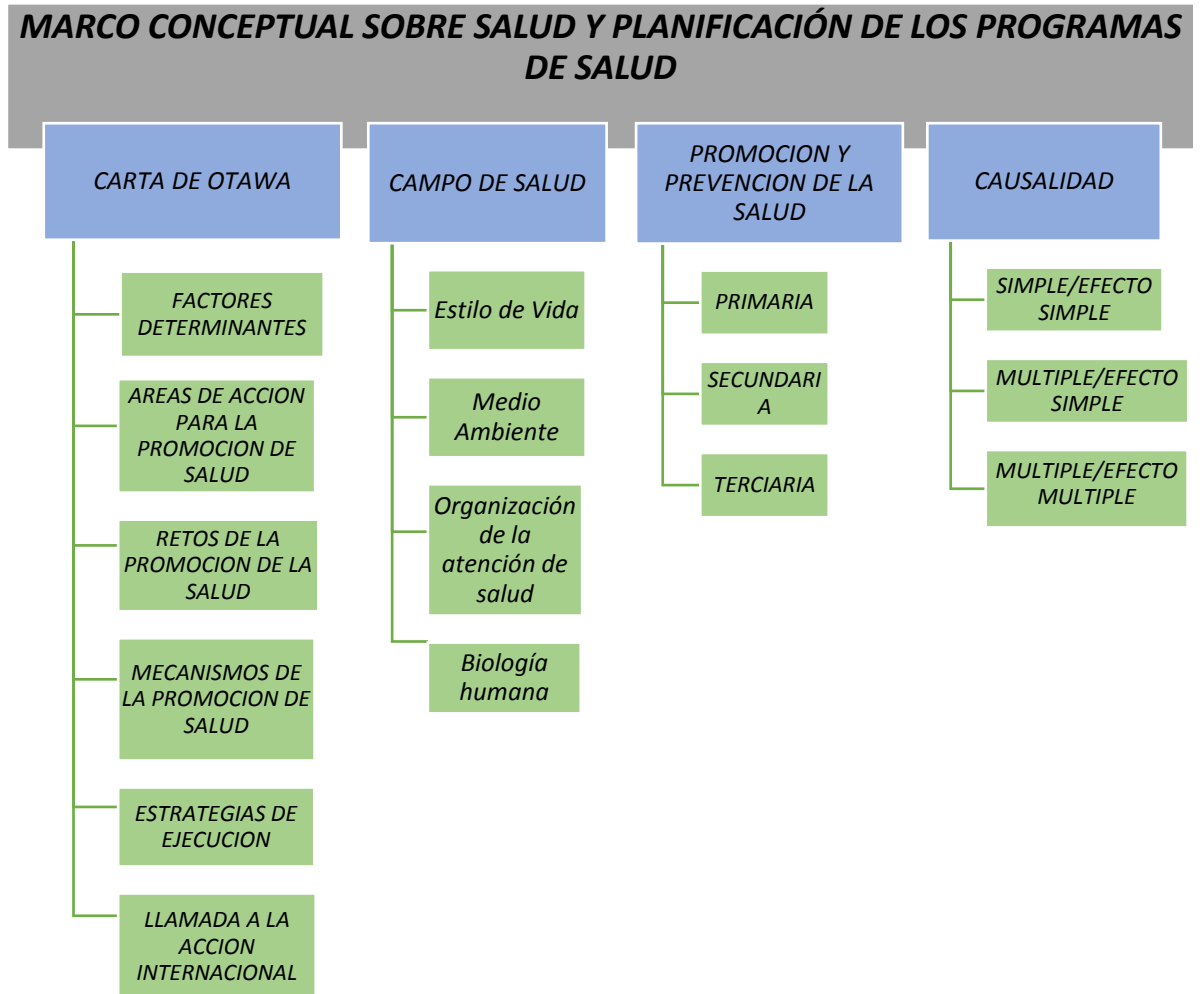 MARCO CONCEPTUAL SOBRE SALUD Y PLANIFICACIÓN DE LOS PROGRAMAS
DE SALUD
CARTA DE OTAWA
FACTORES
DETERMINANTES
AREAS DE ACCION
PARA LA
PROMOCION DE
SALUD
RETOS DE LA
PROMOCION DE LA
SALUD
MECANISMOS DE
LA PROMOCION DE
SALUD
ESTRATEGIAS DE
EJECUCION
LLAMADA A LA
ACCION
INTERNACIONAL
CAMPO DE SALUD
Estilo de Vida
Medio
Ambiente
Organización
de la
atención de
salud
Biología
humana
PROMOCION Y
PREVENCION DE LA
SALUD
PRIMARIA
SECUNDARI
A
TERCIARIA
CAUSALIDAD
SIMPLE/EFECTO
SIMPLE
MULTIPLE/EFECTO
SIMPLE
MULTIPLE/EFECTO
MULTIPLE